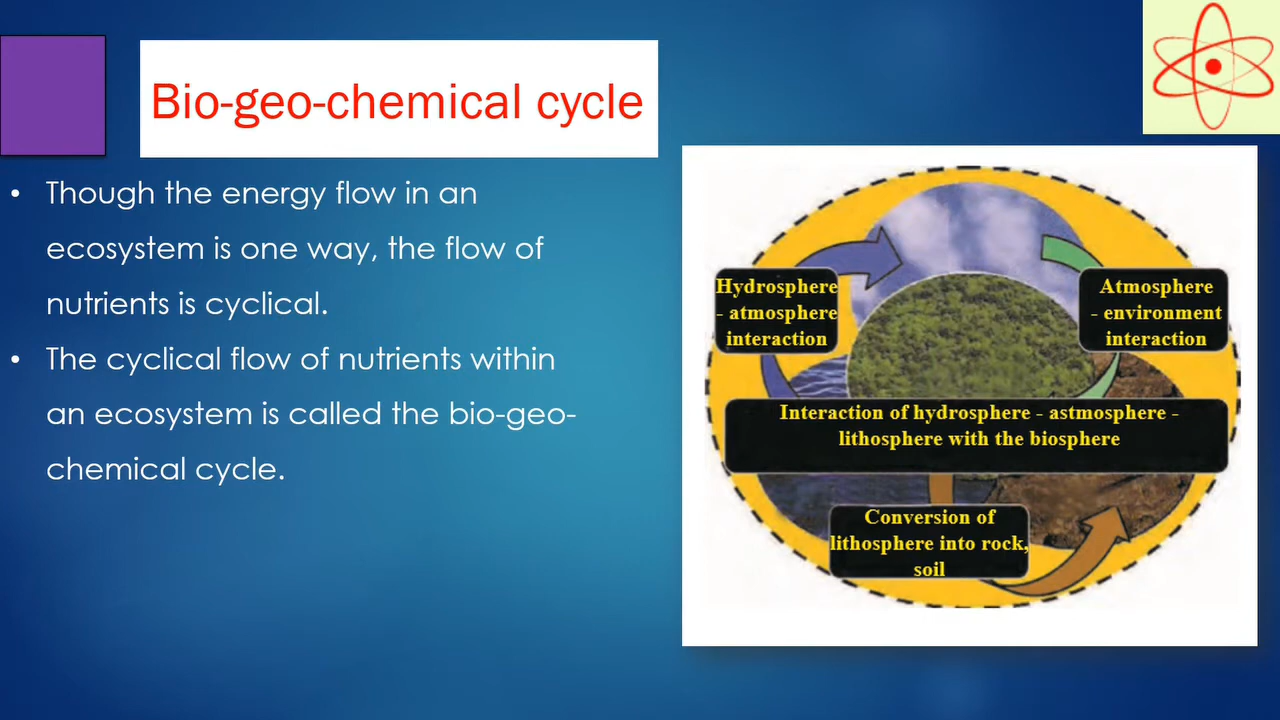 Bio-geo-chemical cycle
• Though the energy flow in an
ecosystem is one way, the flow of
nutrients is cyclical.
• The cyclical flow of nutrients within
an ecosystem is called the bio-geo-
chemical cycle.
Hydrosphere
- atmosphere
interaction
Atmosphere
- environment
interaction
Interaction of hydrosphere - astmosphere -
lithosphere with the biosphere
Conversion of
lithosphere into rock,
soil